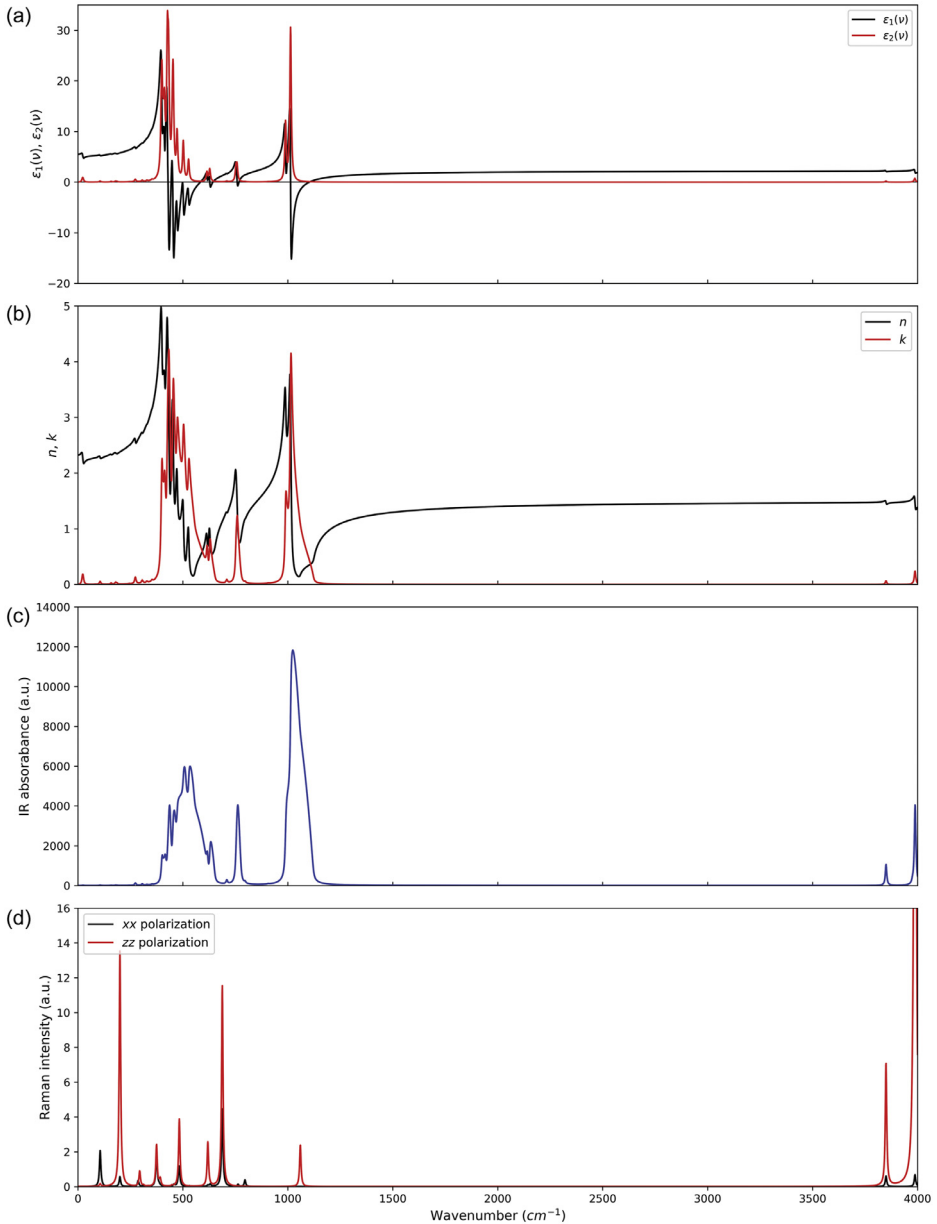 (a)
ε₁(ν), ε₂(ν)
30
20
10
0
−10
−20
ε₁(ν)
ε₂(ν)
(b)
n, k
5
4
3
2
1
0
n
k
(c)
IR absorabance (a.u.)
14000
12000
10000
8000
6000
4000
2000
0
(d)
Raman intensity (a.u.)
16
14
12
10
8
6
4
2
0
xx polarization
zz polarization
0 500 1000 1500 2000 2500 3000 3500 4000
Wavenumber (cm⁻¹)